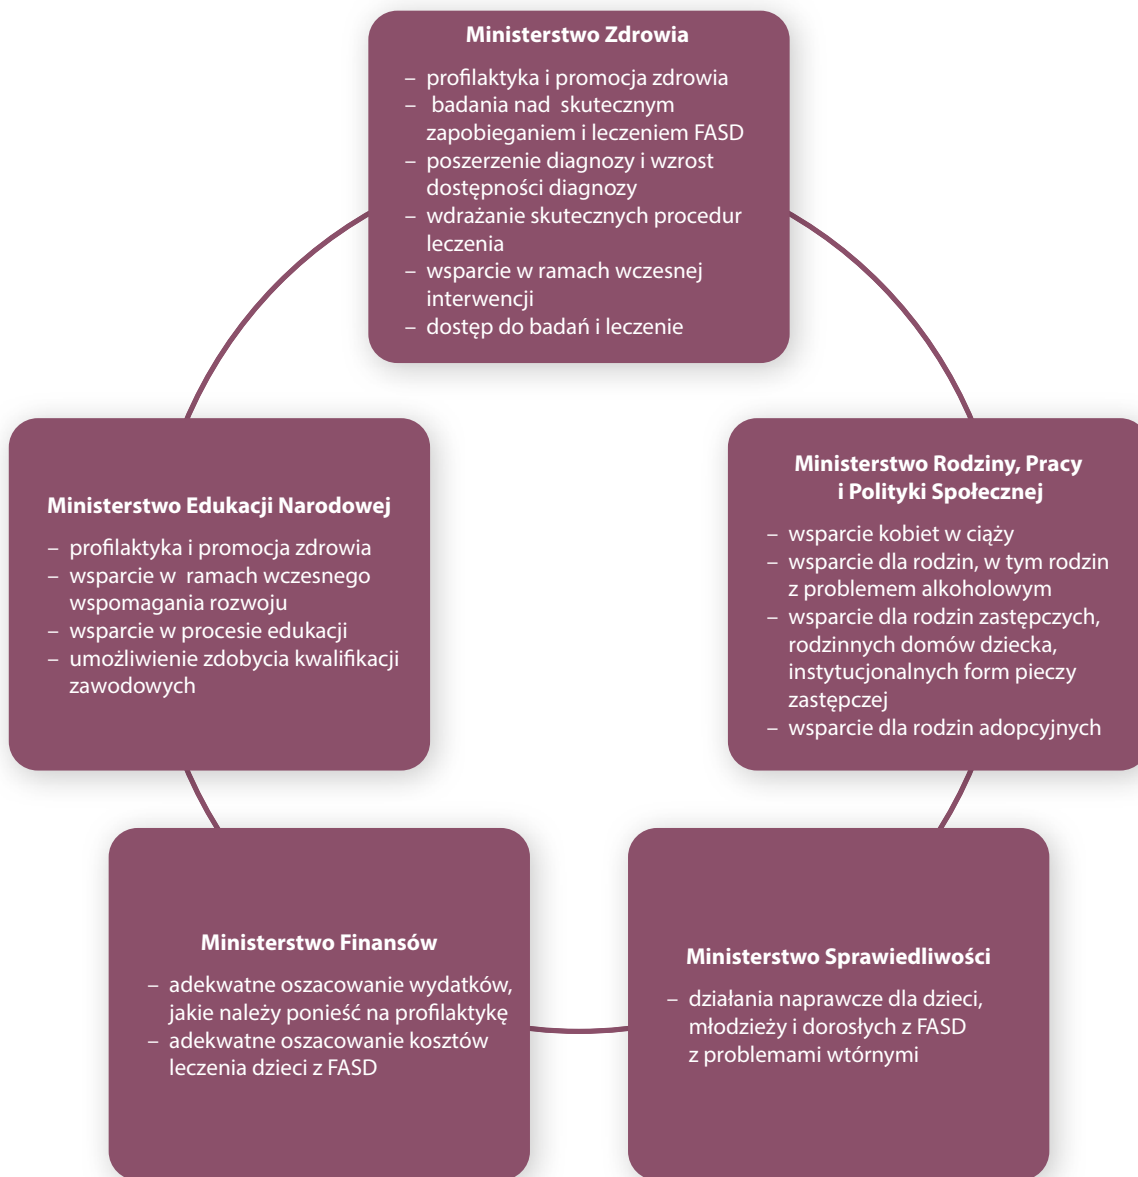 Ministerstwo Zdrowia
– profilaktyka i promocja zdrowia
– badania nad skutecznym
zapobieganiem i leczeniem FASD
– poszerzenie diagnozy i wzrost
dostępności diagnozy
– wdrażanie skutecznych procedur
leczenia
– wsparcie w ramach wczesnej
interwencji
– dostęp do badań i leczenie
Ministerstwo Edukacji Narodowej
– profilaktyka i promocja zdrowia
– wsparcie w ramach wczesnego
wspomagania rozwoju
– wsparcie w procesie edukacji
– umożliwienie zdobycia kwalifikacji
zawodowych
Ministerstwo Rodziny, Pracy
i Polityki Społecznej
– wsparcie kobiet w ciąży
– wsparcie dla rodzin, w tym rodzin
z problemem alkoholowym
– wsparcie dla rodzin zastępczych,
rodzinnych domów dziecka,
instytucjonalnych form pieczy
zastępczej
– wsparcie dla rodzin adopcyjnych
Ministerstwo Finansów
– adekwatne oszacowanie wydatków,
jakie należy ponieść na profilaktykę
– adekwatne oszacowanie kosztów
leczenia dzieci z FASD
Ministerstwo Sprawiedliwości
– działania naprawcze dla dzieci,
młodzieży i dorosłych z FASD
z problemami wtórnymi